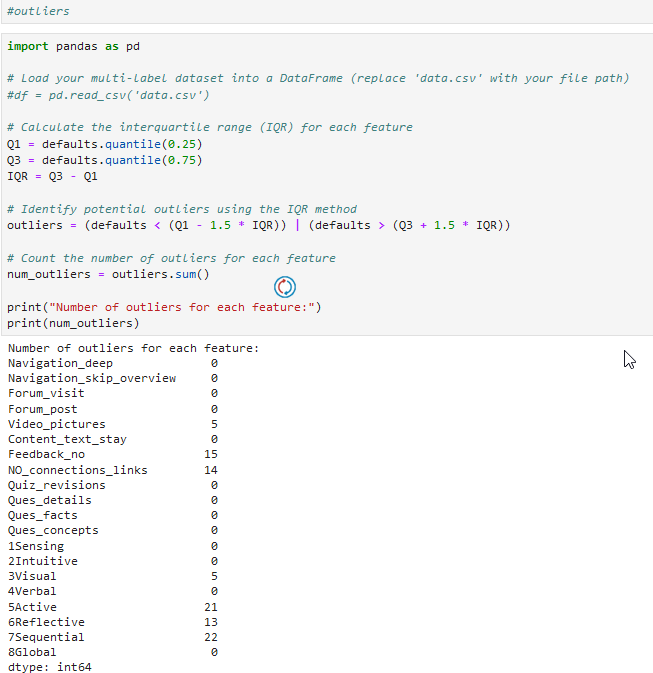 #outliers
import pandas as pd
# Load your multi-label dataset into a DataFrame (replace 'data.csv' with your file path)
#df = pd.read_csv('data.csv')
# Calculate the interquartile range (IQR) for each feature
Q1 = defaults.quantile(0.25)
Q3 = defaults.quantile(0.75)
IQR = Q3 - Q1
# Identify potential outliers using the IQR method
outliers = (defaults < (Q1 - 1.5 * IQR)) | (defaults > (Q3 + 1.5 * IQR))
# Count the number of outliers for each feature
num_outliers = outliers.sum()
print("Number of outliers for each feature:")
print(num_outliers)
Number of outliers for each feature:
Navigation_deep 0
Navigation_skip_overview 0
Forum_visit 0
Forum_post 0
Video_pictures 5
Content_text_stay 0
Feedback_no 15
NO_connections_links 14
Quiz_revisions 0
Ques_details 0
Ques_facts 0
Ques_concepts 0
1Sensing 0
2Intuitive 0
3Visual 5
4Verbal 0
5Active 21
6Reflective 13
7Sequential 22
8Global 0
dtype: int64